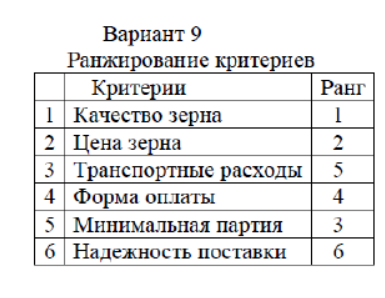 Вариант 9
Ранжирование критериев
Критерии Ранг
1 Качество зерна 1
2 Цена зерна 2
3 Транспортные расходы 5
4 Форма оплаты 4
5 Минимальная партия 3
6 Надежность поставки 6